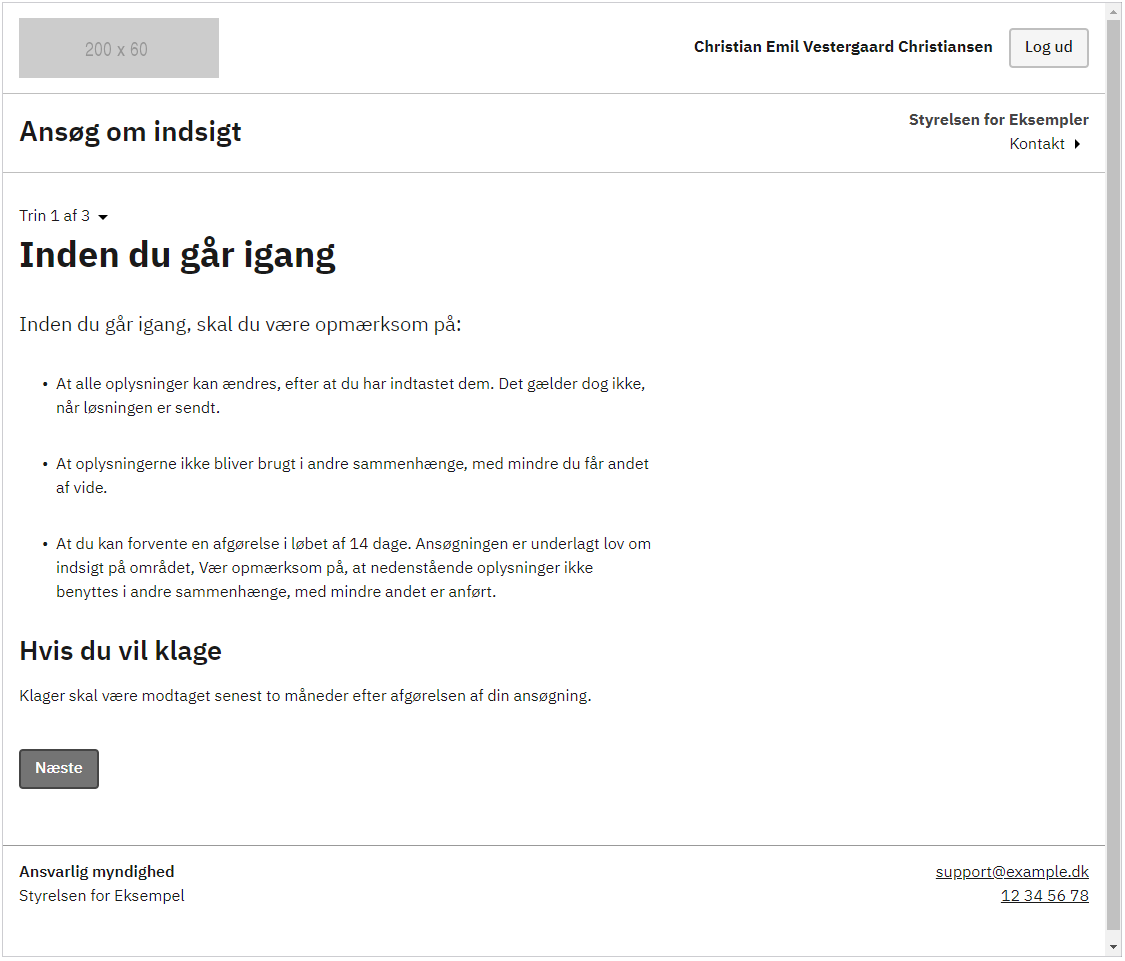 200 x 60
Christian Emil Vestergaard Christiansen
Log ud
Ansøg om indsigt
Styrelsen for Eksempler
Kontakt
Trin 1 af 3
Inden du går igang
Inden du går igang, skal du være opmærksom på:
• At alle oplysninger kan ændres, efter at du har indtastet dem. Det gælder dog ikke,
når løsningen er sendt.
• At oplysningerne ikke bliver brugt i andre sammenhænge, med mindre du får andet
af vide.
• At du kan forvente en afgørelse i løbet af 14 dage. Ansøgningen er underlagt lov om
indsigt på området, Vær opmærksom på, at nedenstående oplysninger ikke
benyttes i andre sammenhænge, med mindre andet er anført.
Hvis du vil klage
Klager skal være modtaget senest to måneder efter afgørelsen af din ansøgning.
Næste
Ansvarlig myndighed
Styrelsen for Eksempel
support@example.dk
12 34 56 78